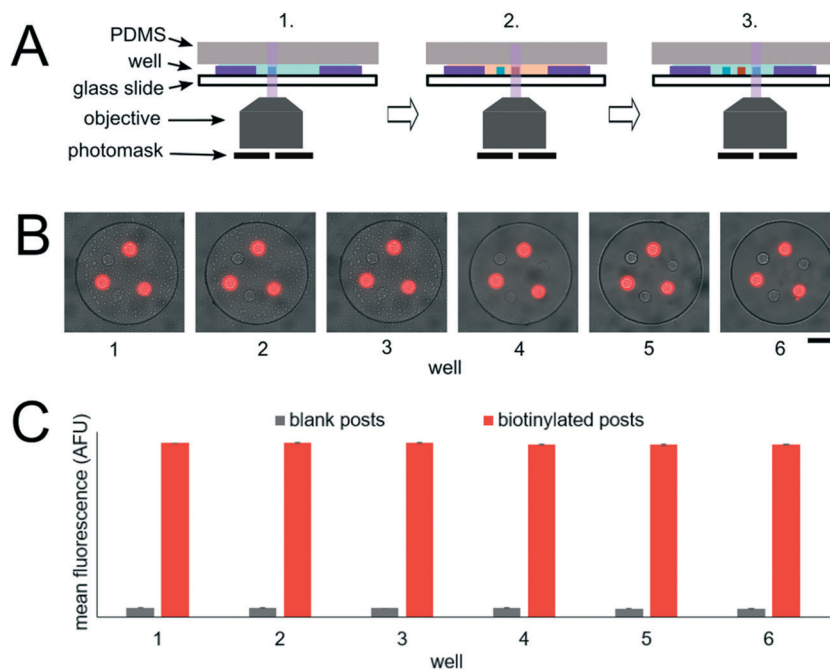 A
1.
2.
3.
PDMS
well
glass slide
objective
photomask
B
1
2
3
4
5
6
well
C
mean fluorescence (AFU)
blank posts
biotinylated posts
1
2
3
4
5
6
well